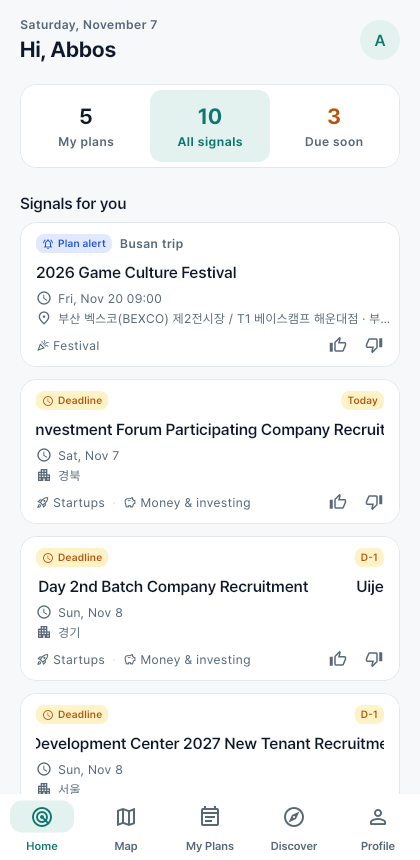 Saturday, November 7
Hi, Abbos
A
5
My plans
10
All signals
3
Due soon
Signals for you
Plan alert Busan trip
2026 Game Culture Festival
Fri, Nov 20 09:00
부산 벡스코(BEXCO) 제2전시장 / T1 베이스캠프 해운대점 · 부...
Festival
Deadline Today
nvestment Forum Participating Company Recruit
Sat, Nov 7
경북
Startups · Money & investing
Deadline D-1
Day 2nd Batch Company Recruitment Uije
Sun, Nov 8
경기
Startups · Money & investing
Deadline D-1
Development Center 2027 New Tenant Recruitme
Sun, Nov 8
서울
Home Map My Plans Discover Profile